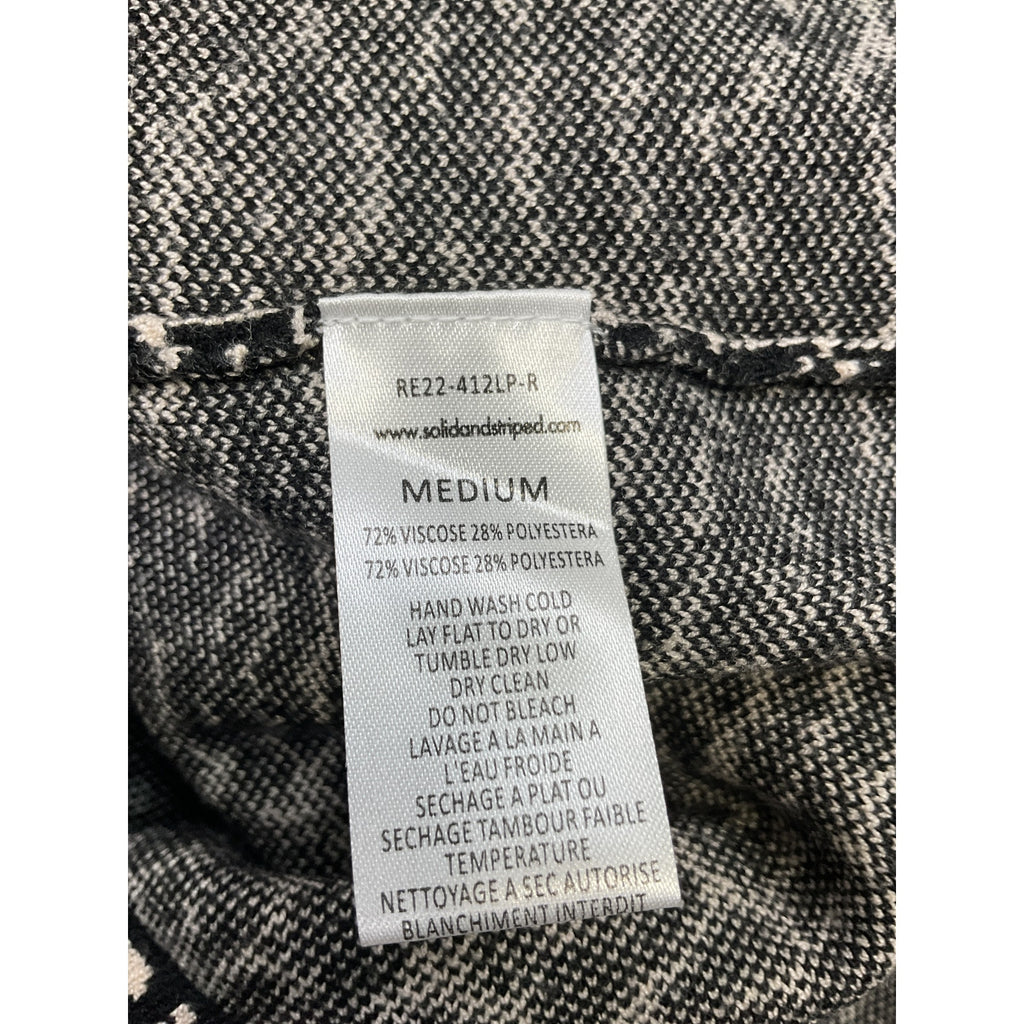 RE22-412LP-R
www.solidandstriped.com
MEDIUM
72% VISCOSE 28% POLYESTERA
72% VISCOSE 28% POLYESTERA
HAND WASH COLD
LAY FLAT TO DRY OR
TUMBLE DRY LOW
DRY CLEAN
DO NOT BLEACH
LAVAGE A LA MAIN A
L'EAU FROIDE
SECHAGE A PLAT OU
SECHAGE TAMBOUR FAIBLE
TEMPERATURE
NETTOYAGE A SEC AUTORISE
BLANCHIMENT INTERDIT